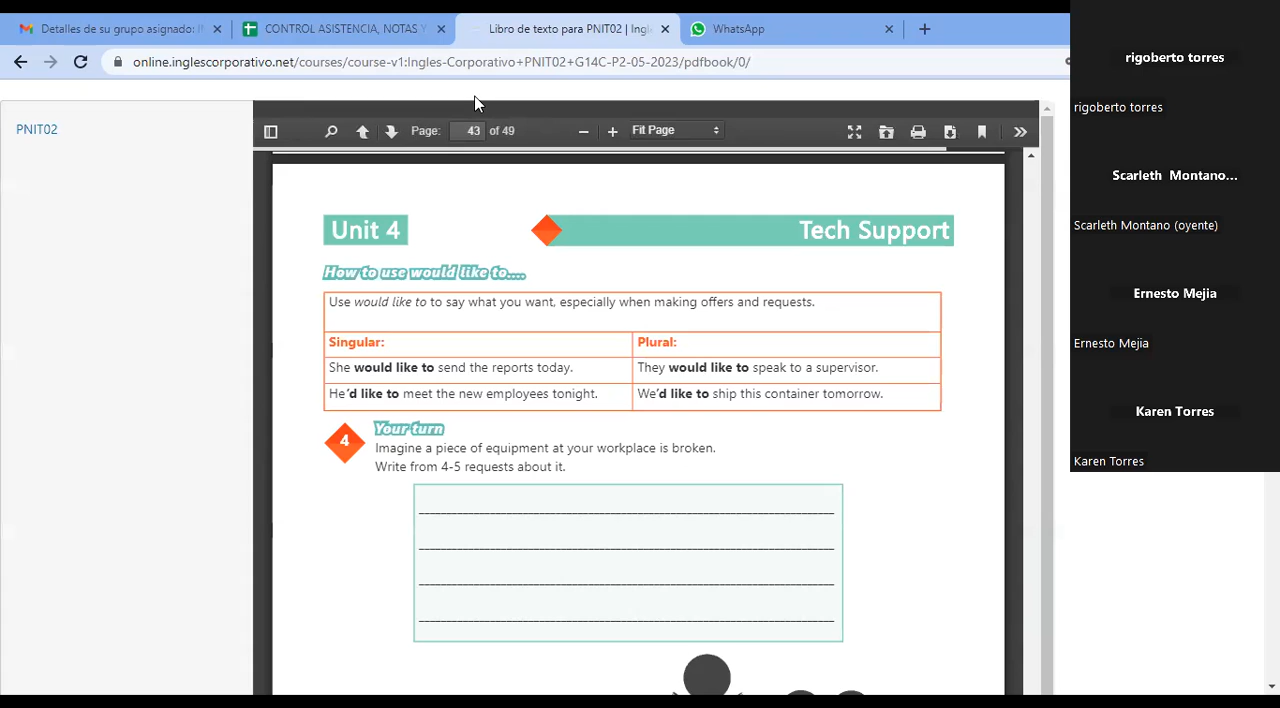 Detalles de su grupo asignado: I
CONTROL ASISTENCIA, NOTAS Y
Libro de texto para PNIT02 | Ingl
WhatsApp
online.inglescorporativo.net/courses/course-v1:Ingles-Corporativo+PNIT02+G14C-P2-05-2023/pdfbook/0/
PNIT02
Page: 43 of 49
Fit Page
Unit 4
Tech Support
How to use would like to....
Use would like to to say what you want, especially when making offers and requests.
Singular: Plural:
She would like to send the reports today. They would like to speak to a supervisor.
He'd like to meet the new employees tonight. We'd like to ship this container tomorrow.
4
Your turn
Imagine a piece of equipment at your workplace is broken.
Write from 4-5 requests about it.
rigoberto torres
rigoberto torres
Scarleth Montano...
Scarleth Montano (oyente)
Ernesto Mejia
Ernesto Mejia
Karen Torres
Karen Torres